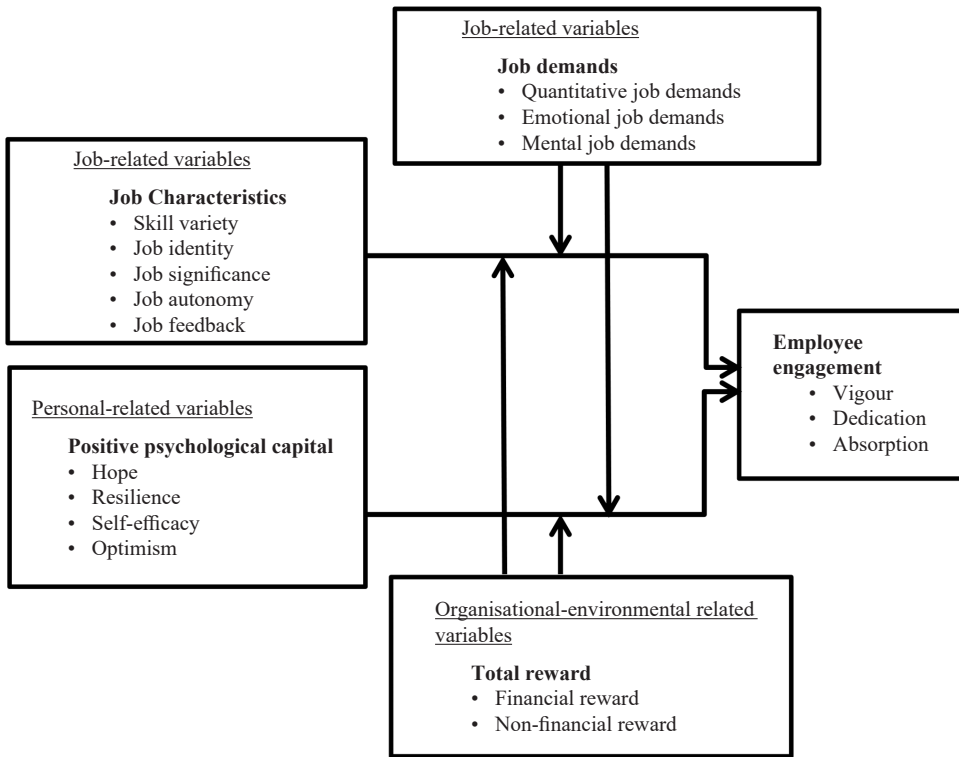 Job-related variables
Job demands
• Quantitative job demands
• Emotional job demands
• Mental job demands
Job-related variables
Job Characteristics
• Skill variety
• Job identity
• Job significance
• Job autonomy
• Job feedback
Personal-related variables
Positive psychological capital
• Hope
• Resilience
• Self-efficacy
• Optimism
Employee
engagement
• Vigour
• Dedication
• Absorption
Organisational-environmental related
variables
Total reward
• Financial reward
• Non-financial reward